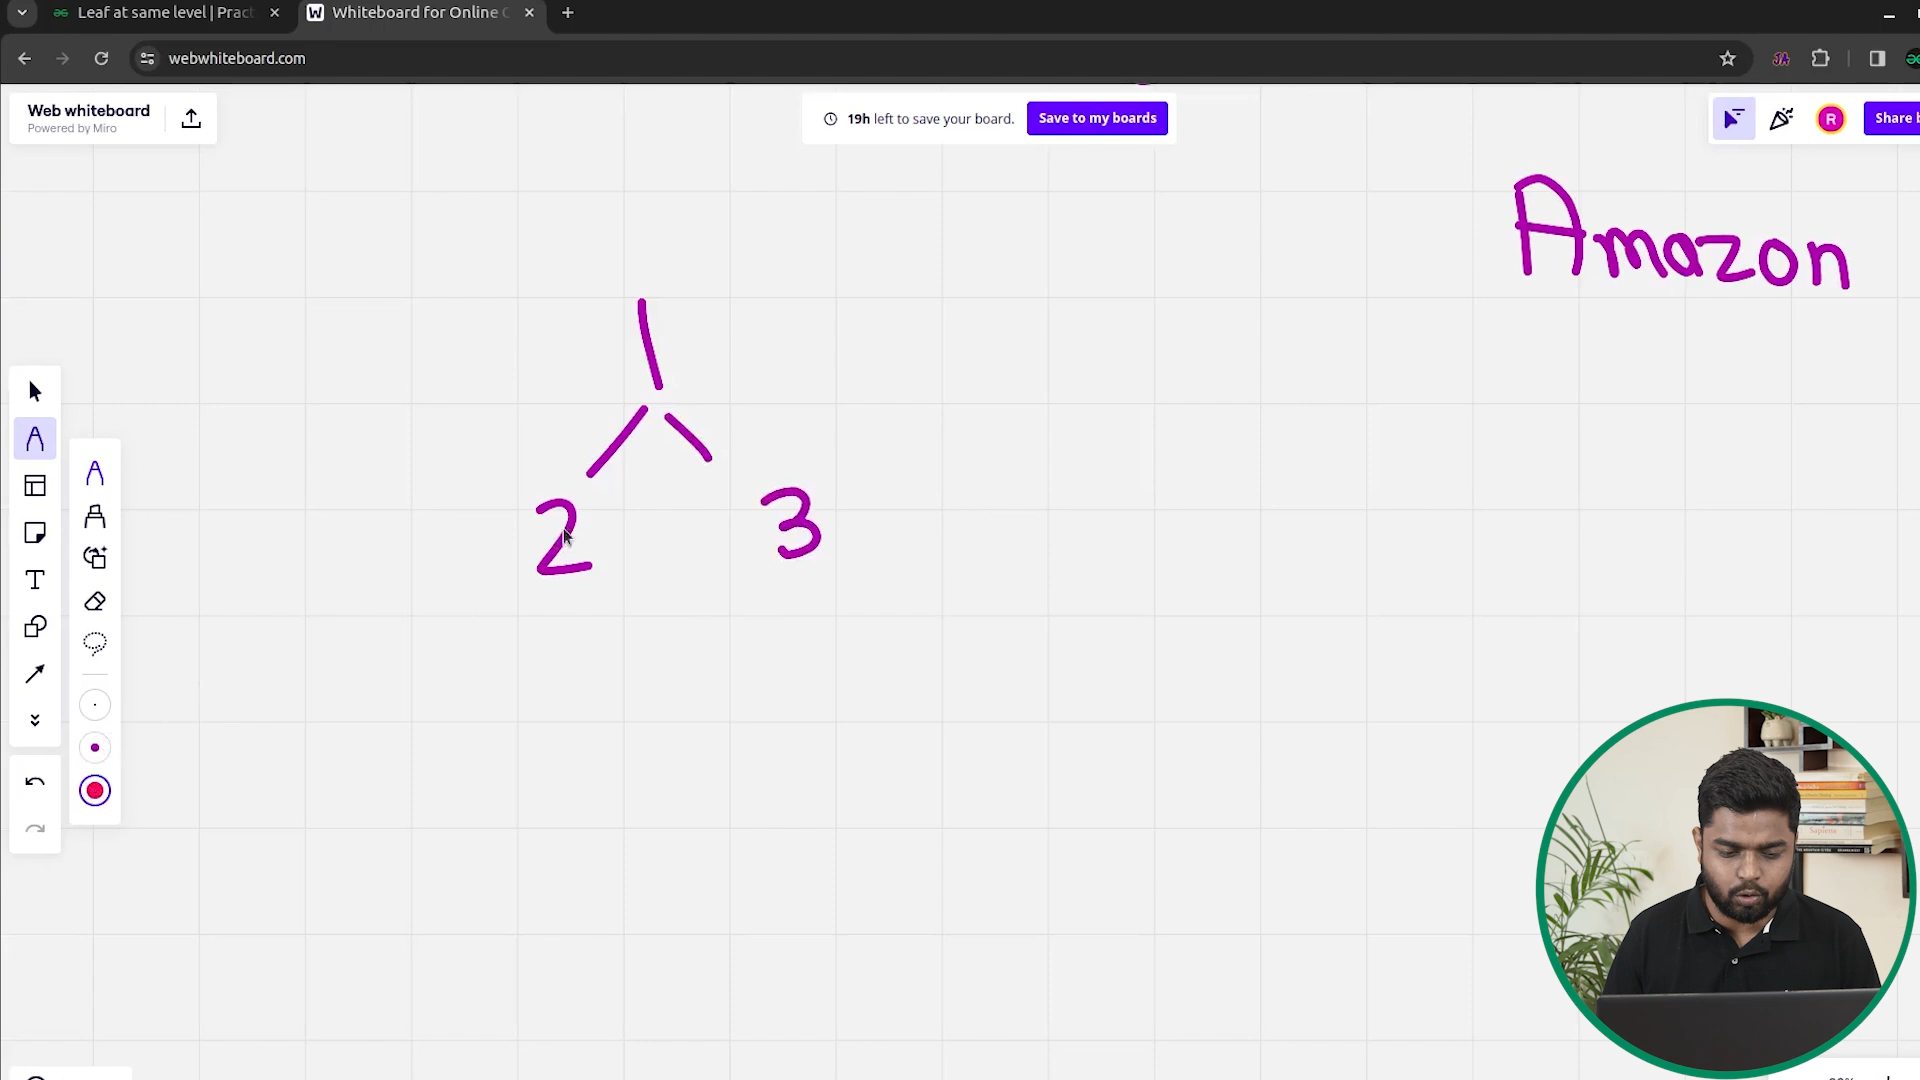 Leaf at same level | Pract
Whiteboard for Online C
webwhiteboard.com
Web whiteboard
Powered by Miro
19h left to save your board.
Save to my boards
R
Share b
Amazon
1
2 3
Sapiens